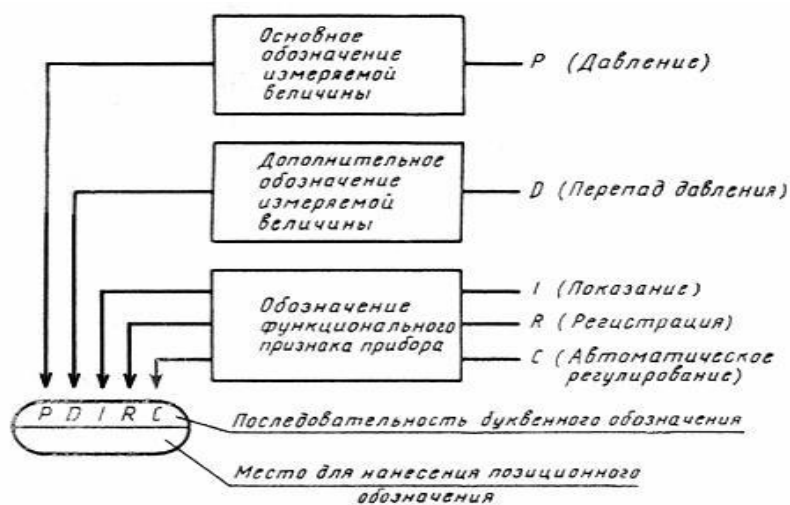 Основное
обозначение
измеряемой
величины
P (Давление)
Дополнительное
обозначение
измеряемой
величины
D (Перепад давления)
Обозначение
функционального
признака прибора
I (Показание)
R (Регистрация)
C (Автоматическое
регулирование)
P D I R C
Последовательность буквенного обозначения
Место для нанесения позиционного
обозначения